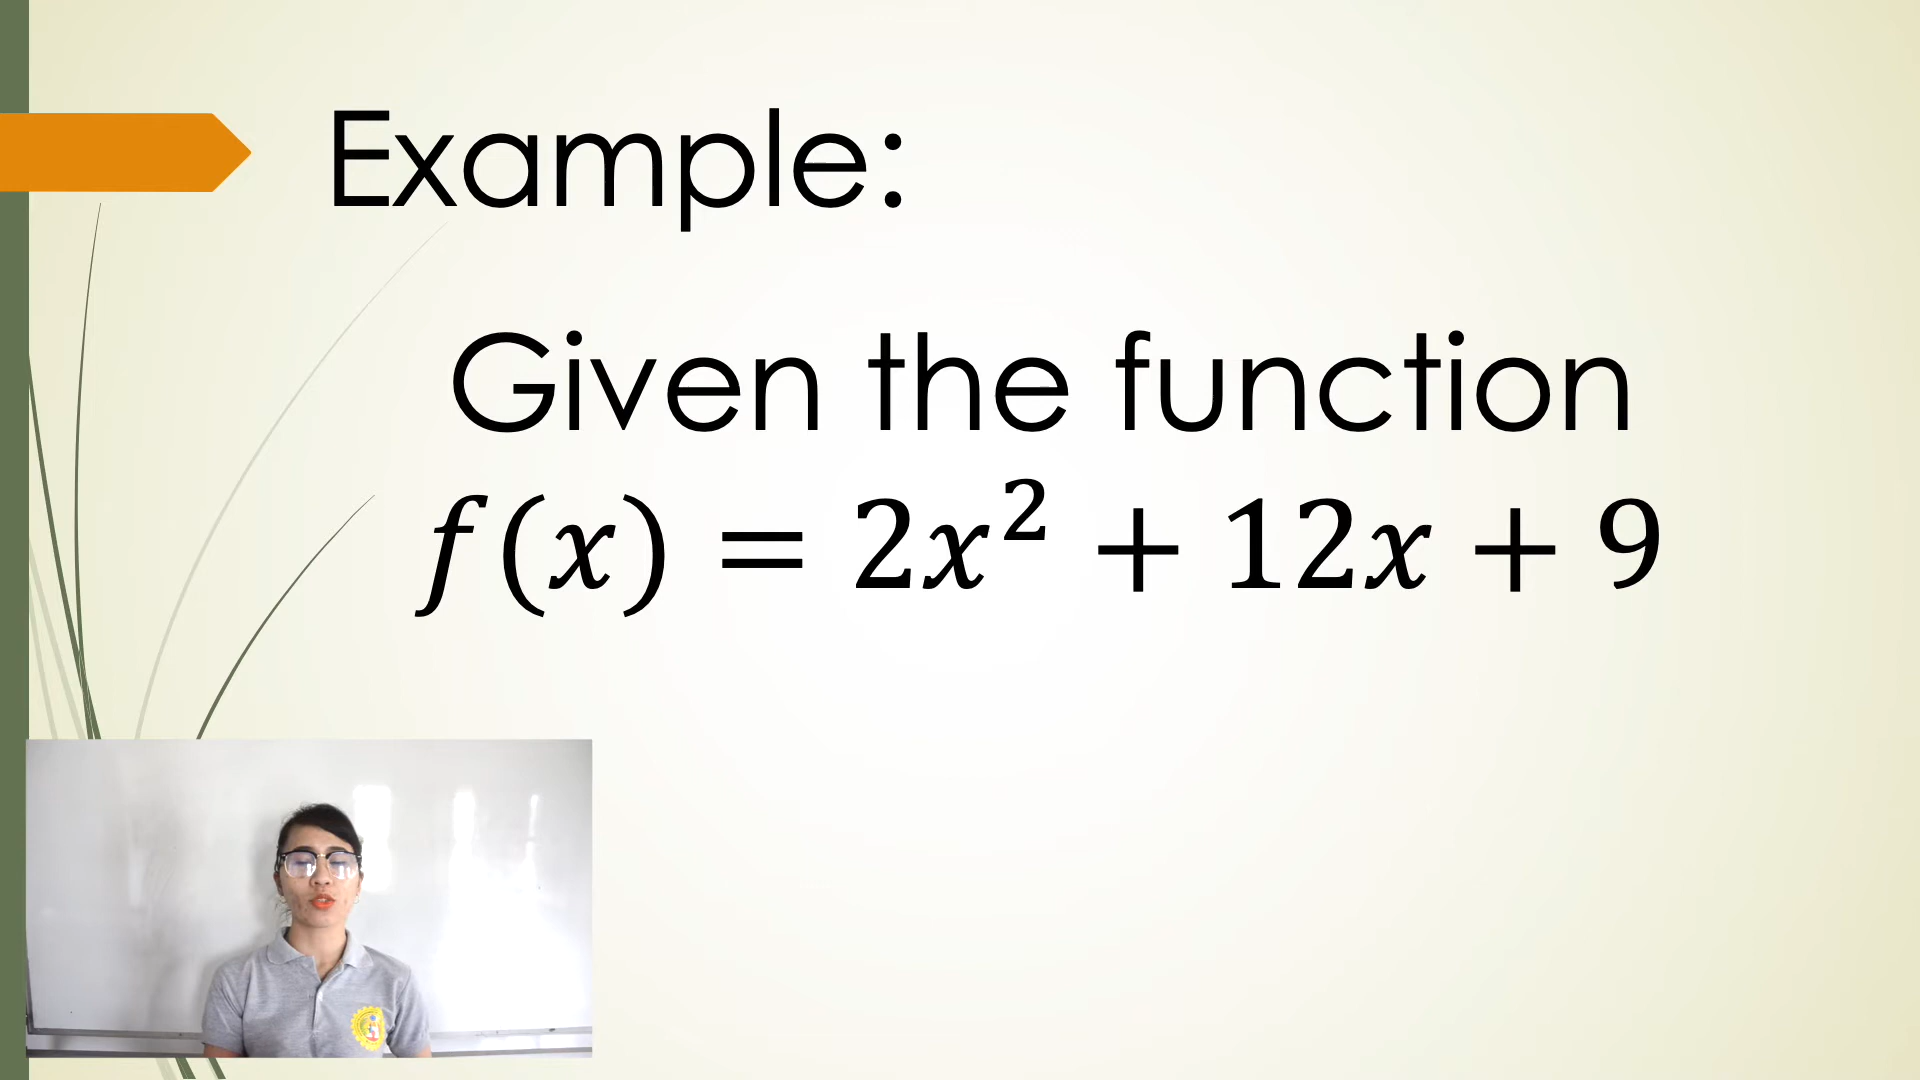 Example:
Given the function
f(x) = 2x² + 12x + 9